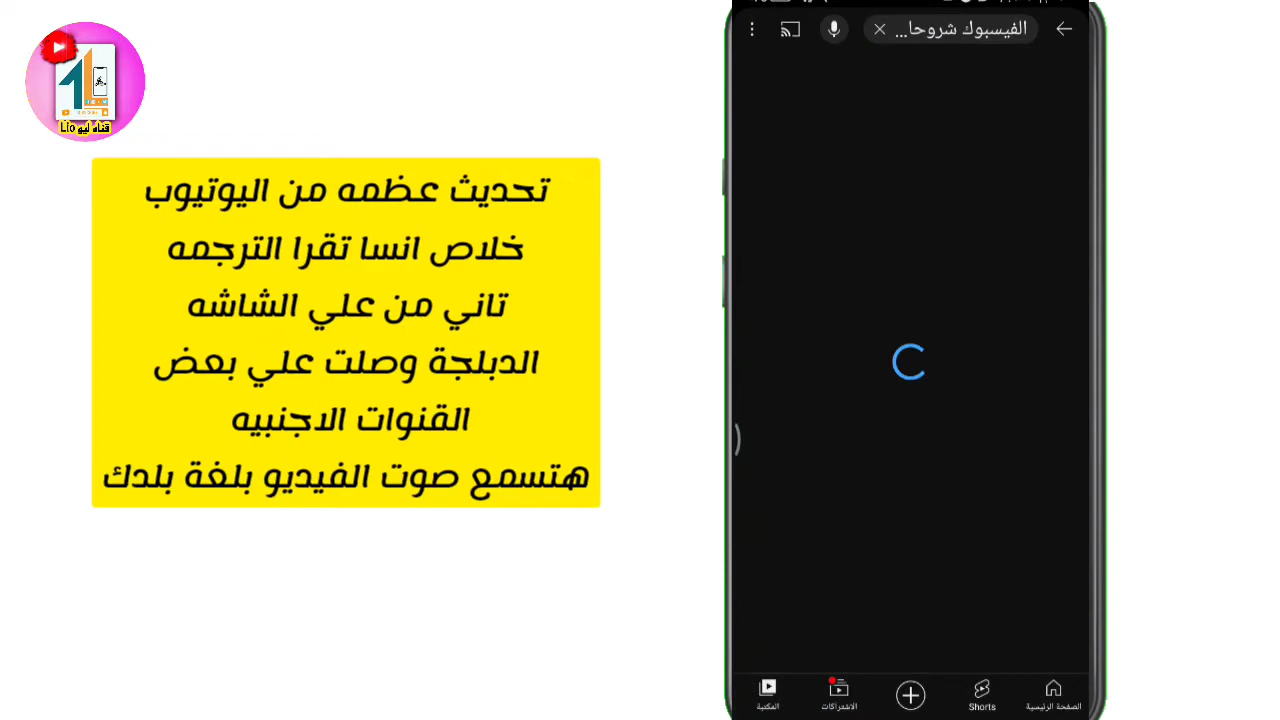 قناه ليو Lio
تحديث عظمه من اليوتيوب
خلاص انسا تقرا الترجمه
تاني من علي الشاشه
الدبلجة وصلت علي بعض
القنوات الاجنبيه
هتسمع صوت الفيديو بلغة بلدك
الفيسبوك شروحا...
الصفحة الرئيسية
Shorts
الاشتراكات
المكتبة